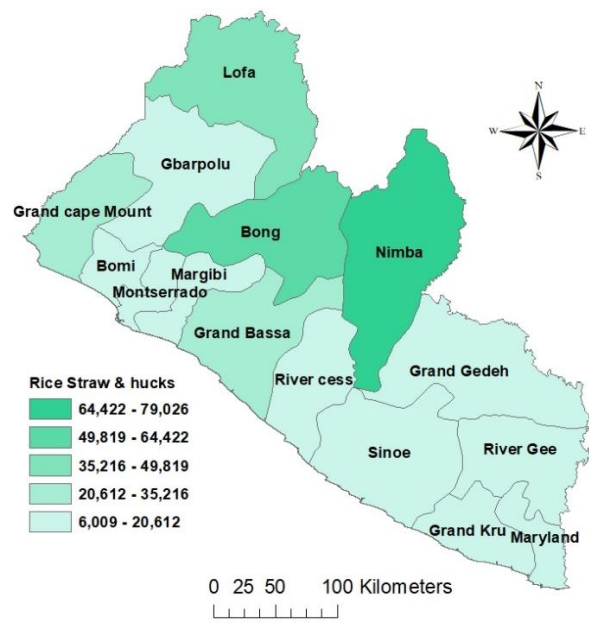 Lofa
N
W E
S
Gbarpolu
Grand cape Mount
Bong
Nimba
Bomi
Margibi
Montserrado
Grand Bassa
Grand Gedeh
River cess
Rice Straw & hucks
64,422 - 79,026
49,819 - 64,422
35,216 - 49,819
20,612 - 35,216
6,009 - 20,612
Sinoe
River Gee
Grand Kru
Maryland
0 25 50 100 Kilometers